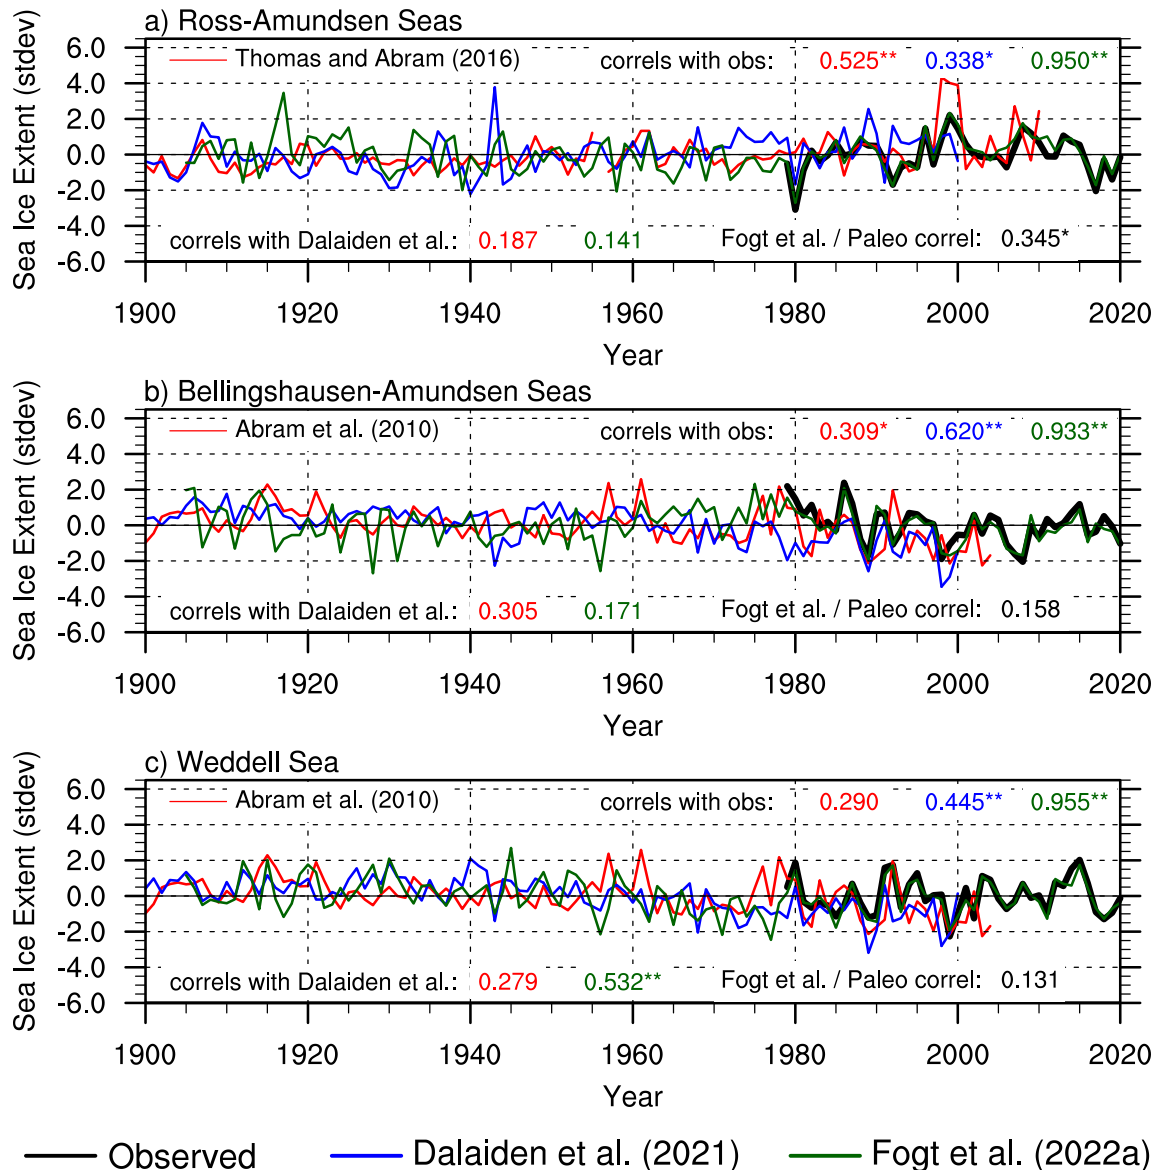 a) Ross-Amundsen Seas
Sea Ice Extent (stdev)
6.0
4.0
2.0
0.0
-2.0
-4.0
-6.0
Thomas and Abram (2016)
correls with obs: 0.525** 0.338* 0.950**
correls with Dalaiden et al.: 0.187 0.141
Fogt et al. / Paleo correl: 0.345*
1900 1920 1940 1960 1980 2000 2020
Year
b) Bellingshausen-Amundsen Seas
Sea Ice Extent (stdev)
6.0
4.0
2.0
0.0
-2.0
-4.0
-6.0
Abram et al. (2010)
correls with obs: 0.309* 0.620** 0.933**
correls with Dalaiden et al.: 0.305 0.171
Fogt et al. / Paleo correl: 0.158
1900 1920 1940 1960 1980 2000 2020
Year
c) Weddell Sea
Sea Ice Extent (stdev)
6.0
4.0
2.0
0.0
-2.0
-4.0
-6.0
Abram et al. (2010)
correls with obs: 0.290 0.445** 0.955**
correls with Dalaiden et al.: 0.279 0.532**
Fogt et al. / Paleo correl: 0.131
1900 1920 1940 1960 1980 2000 2020
Year
Observed Dalaiden et al. (2021) Fogt et al. (2022a)